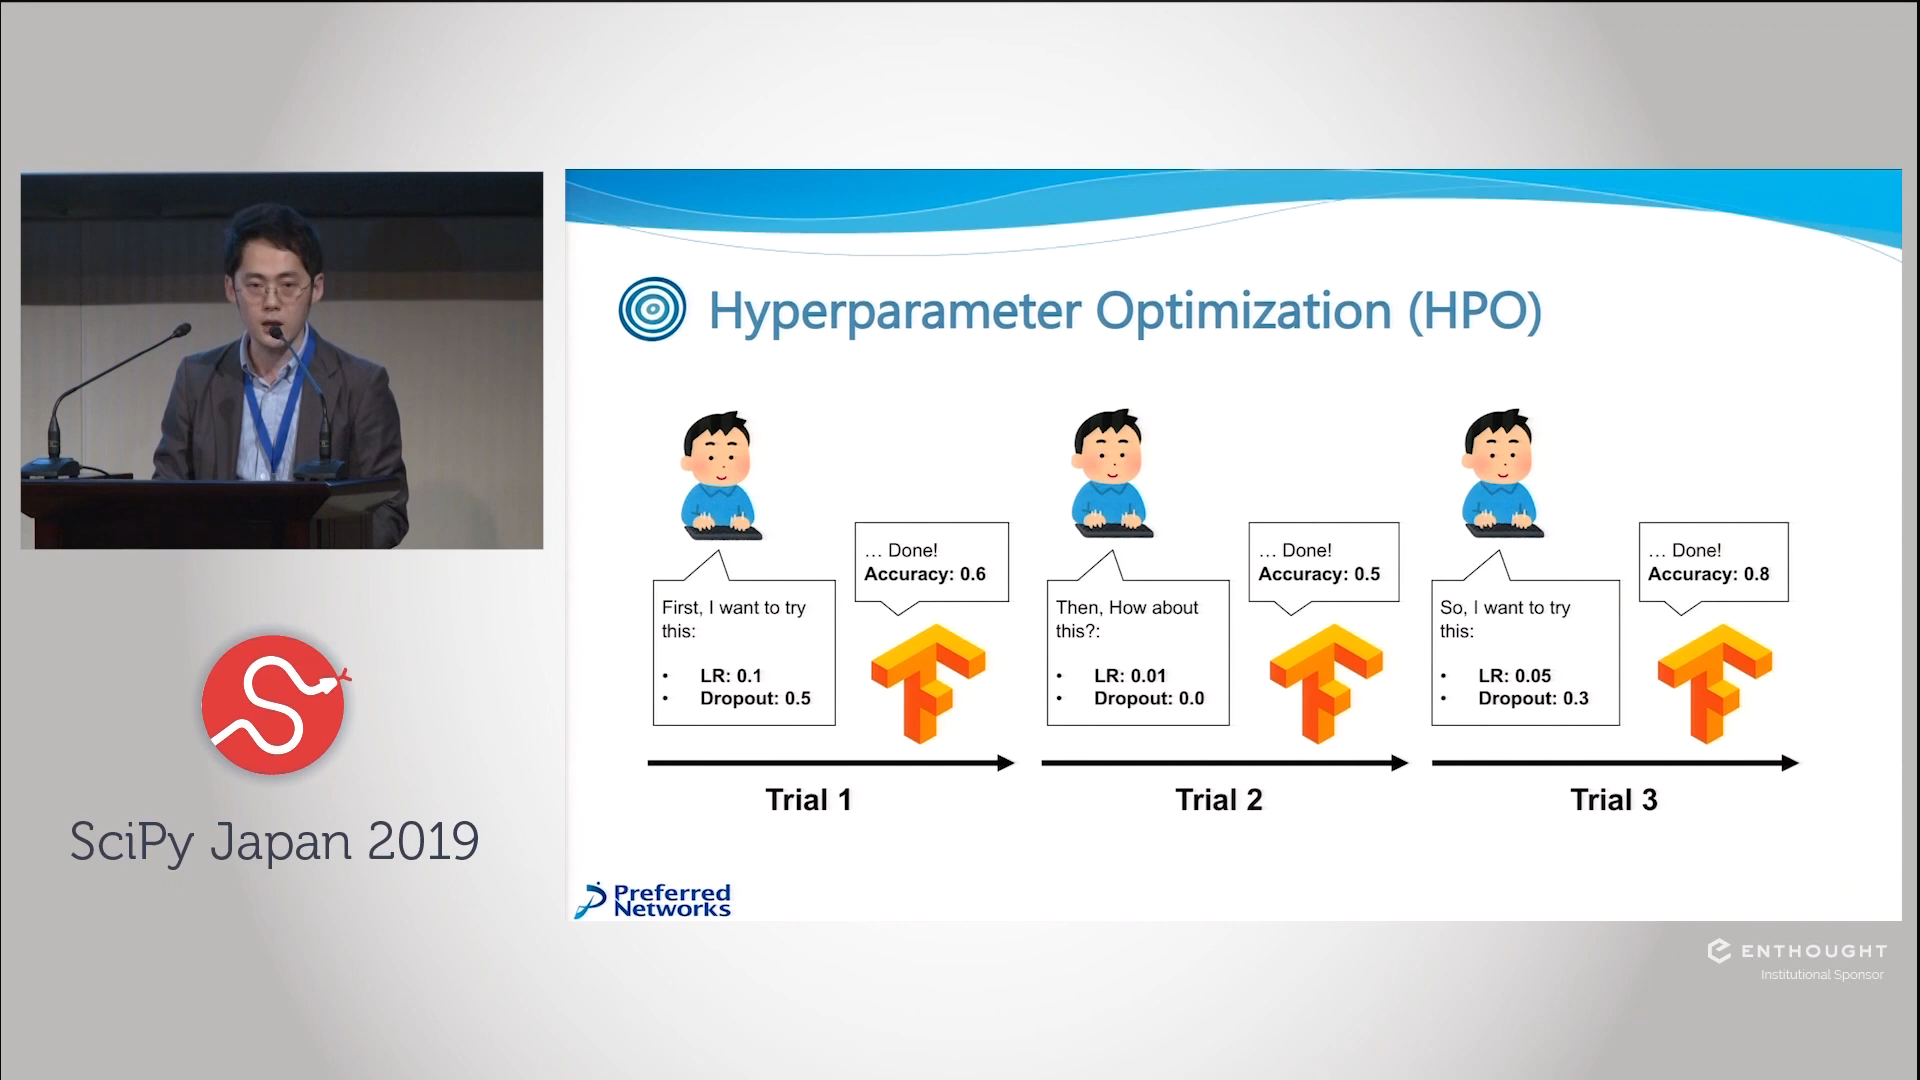 Hyperparameter Optimization (HPO)
First, I want to try
this:
• LR: 0.1
• Dropout: 0.5
… Done!
Accuracy: 0.6
Then, How about
this?:
• LR: 0.01
• Dropout: 0.0
… Done!
Accuracy: 0.5
So, I want to try
this:
• LR: 0.05
• Dropout: 0.3
… Done!
Accuracy: 0.8
Trial 1
Trial 2
Trial 3
Preferred
Networks
SciPy Japan 2019
ENTHOUGHT
Institutional Sponsor